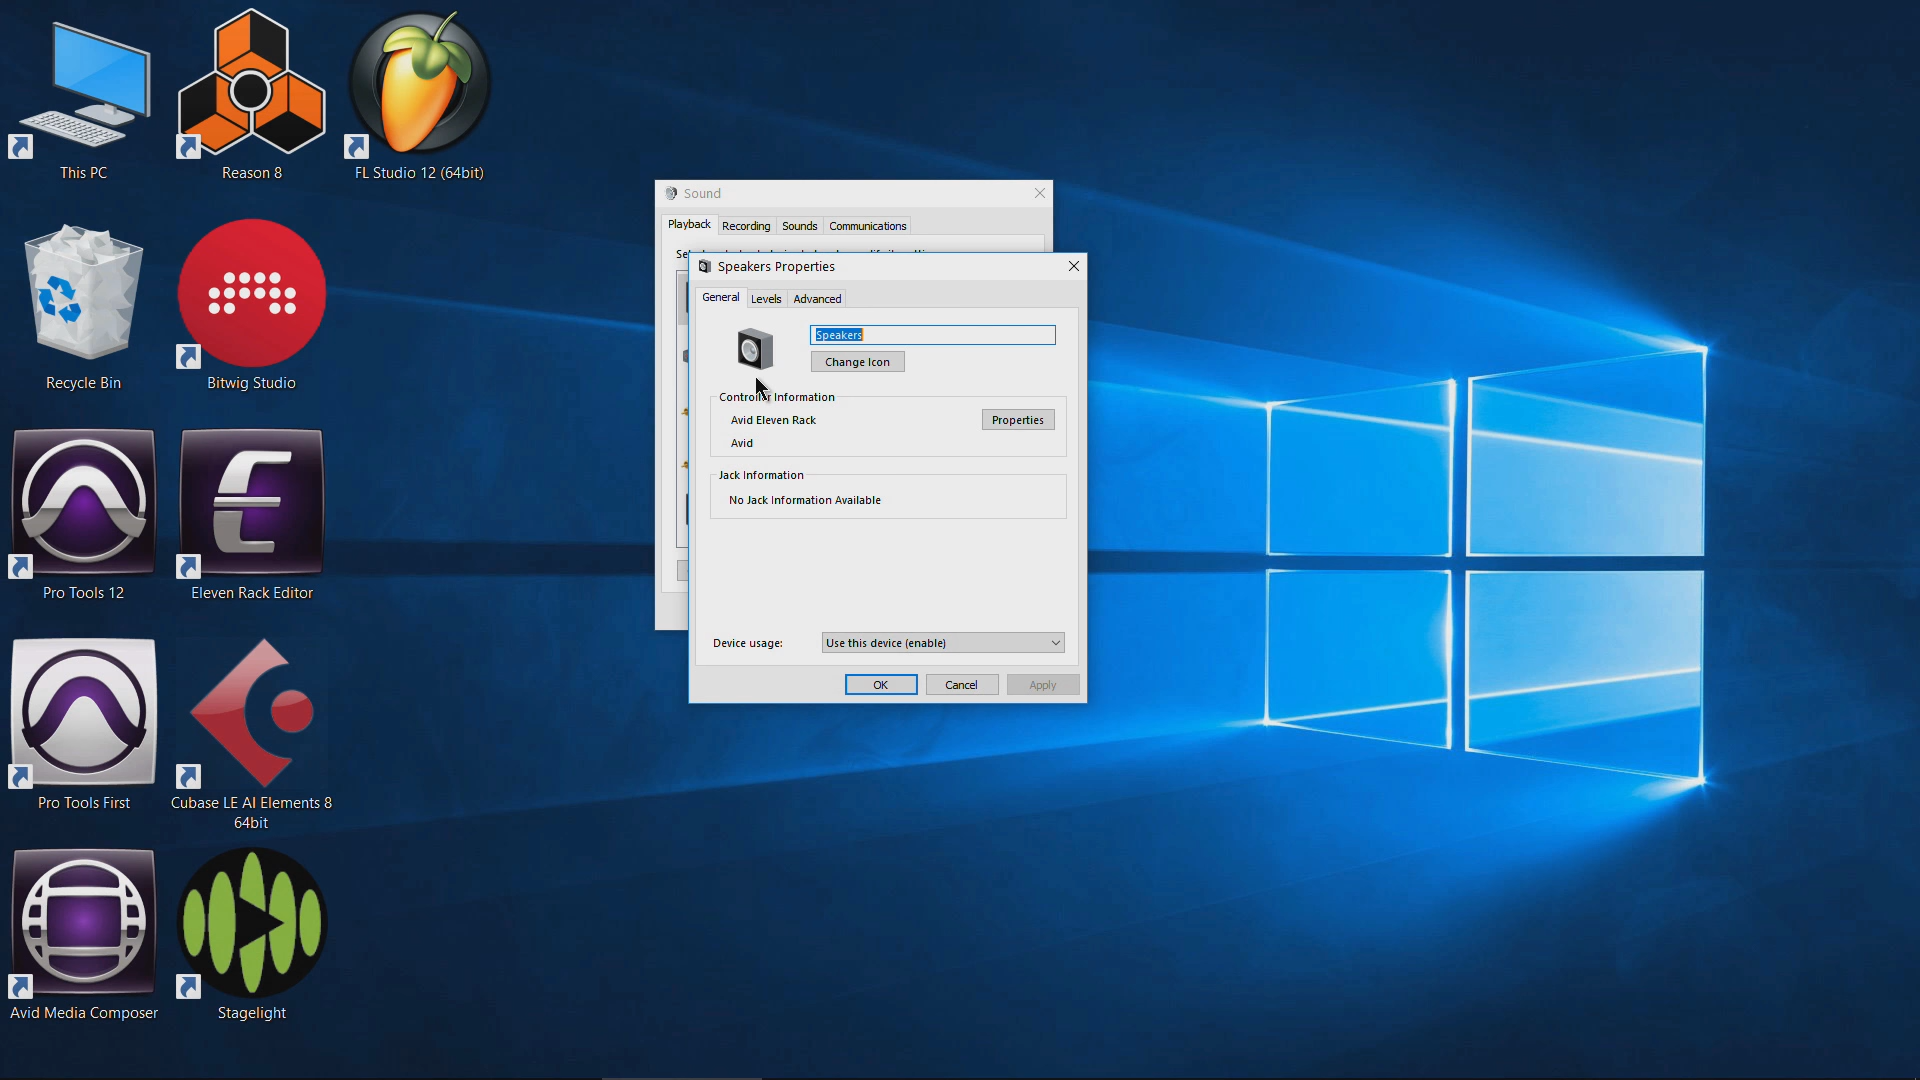 This PC
Reason 8
FL Studio 12 (64bit)
Recycle Bin
Bitwig Studio
Pro Tools 12
Eleven Rack Editor
Pro Tools First
Cubase LE AI Elements 8
64bit
Avid Media Composer
Stagelight
Sound
Playback Recording Sounds Communications
Speakers Properties
General Levels Advanced
Speakers
Change Icon
Controller Information
Avid Eleven Rack
Properties
Avid
Jack Information
No Jack Information Available
Device usage:
Use this device (enable)
OK Cancel Apply